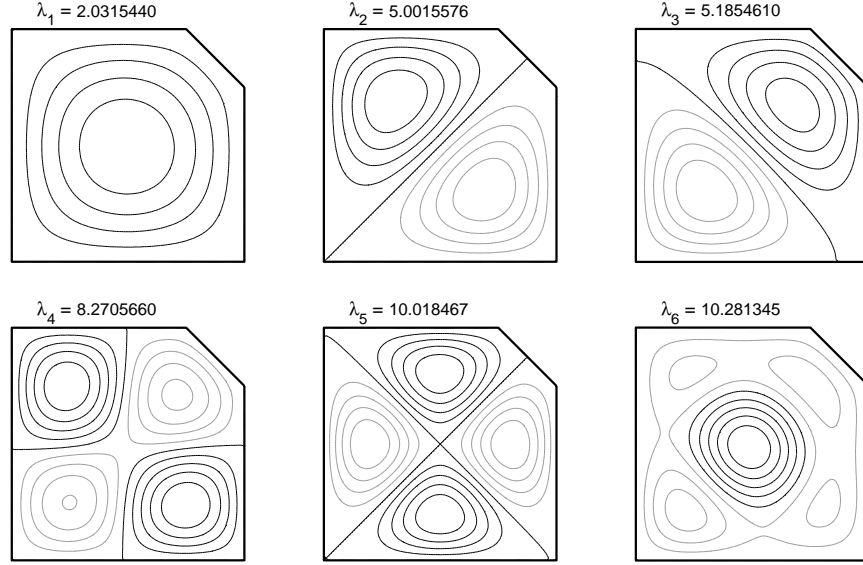 λ1 = 2.0315440
λ2 = 5.0015576
λ3 = 5.1854610
λ4 = 8.2705660
λ5 = 10.018467
λ6 = 10.281345